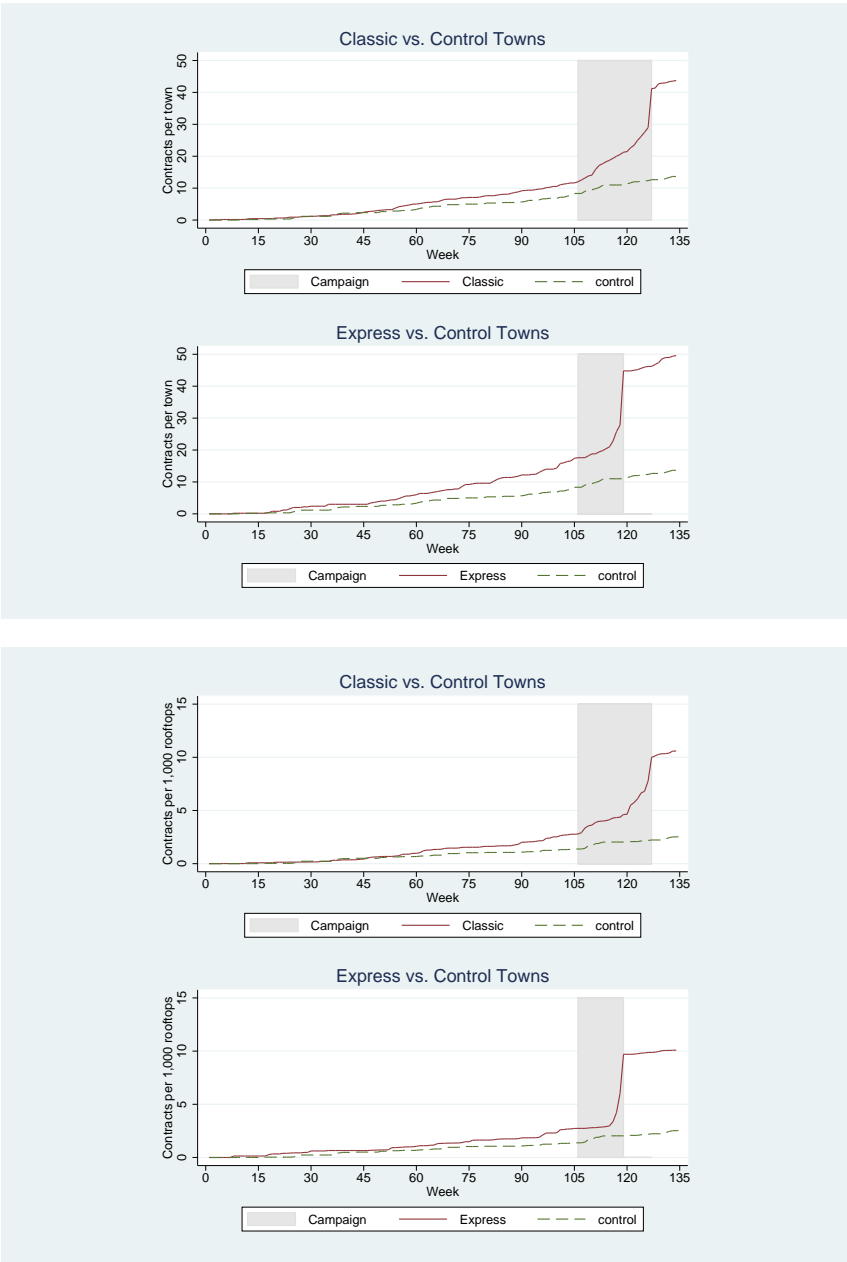 Classic vs. Control Towns
Contracts per town
0 10 20 30 40 50
0 15 30 45 60 75 90 105 120 135
Week
Campaign Classic control
Express vs. Control Towns
Contracts per town
0 10 20 30 40 50
0 15 30 45 60 75 90 105 120 135
Week
Campaign Express control
Classic vs. Control Towns
Contracts per 1,000 rooftops
0 5 10 15
0 15 30 45 60 75 90 105 120 135
Week
Campaign Classic control
Express vs. Control Towns
Contracts per 1,000 rooftops
0 5 10 15
0 15 30 45 60 75 90 105 120 135
Week
Campaign Express control